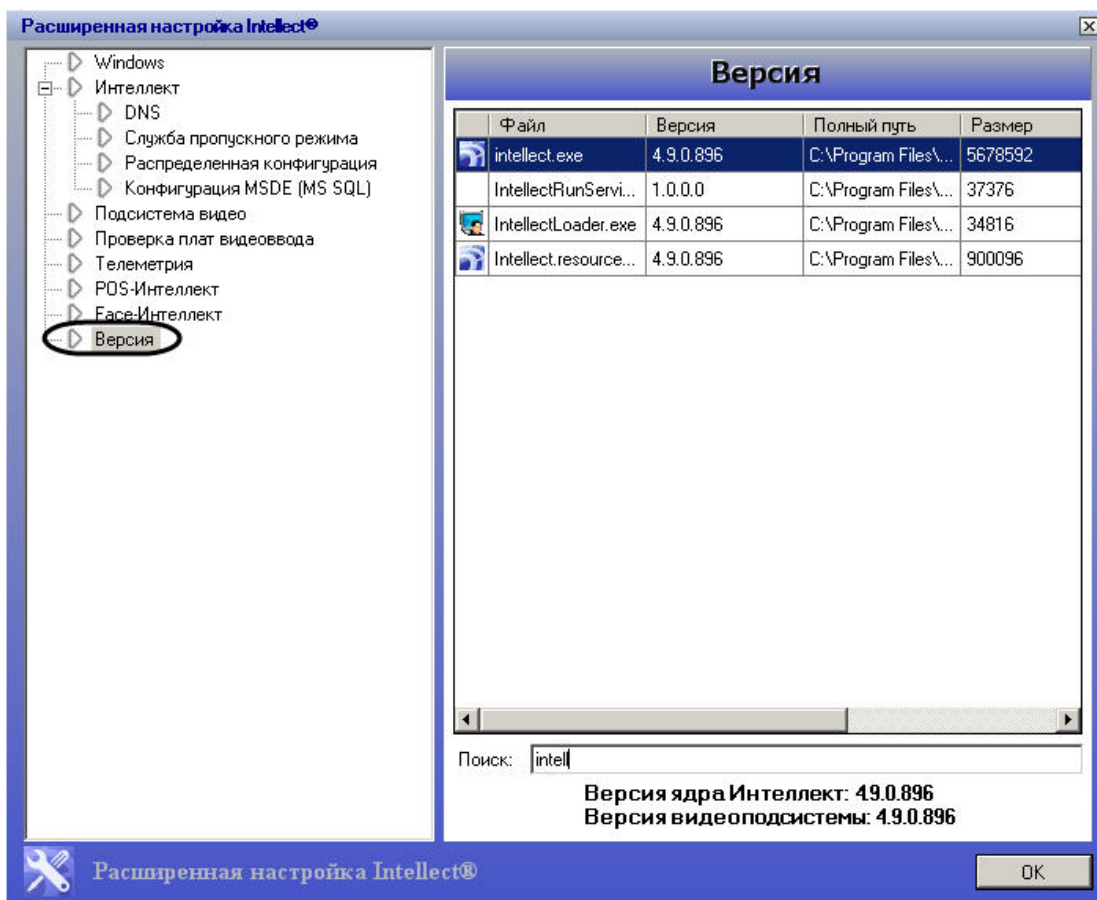 Расширенная настройка Intellect®
Windows
Интеллект
DNS
Служба пропускного режима
Распределенная конфигурация
Конфигурация MSDE (MS SQL)
Подсистема видео
Проверка плат видеоввода
Телеметрия
POS-Интеллект
Face-Интеллект
Версия
Версия
Файл Версия Полный путь Размер
intellect.exe 4.9.0.896 C:\Program Files\... 5678592
IntellectRunServi... 1.0.0.0 C:\Program Files\... 37376
IntellectLoader.exe 4.9.0.896 C:\Program Files\... 34816
Intellect.resource... 4.9.0.896 C:\Program Files\... 900096
Поиск: intell
Версия ядра Интеллект: 4.9.0.896
Версия видеоподсистемы: 4.9.0.896
Расширенная настройка Intellect®
OK